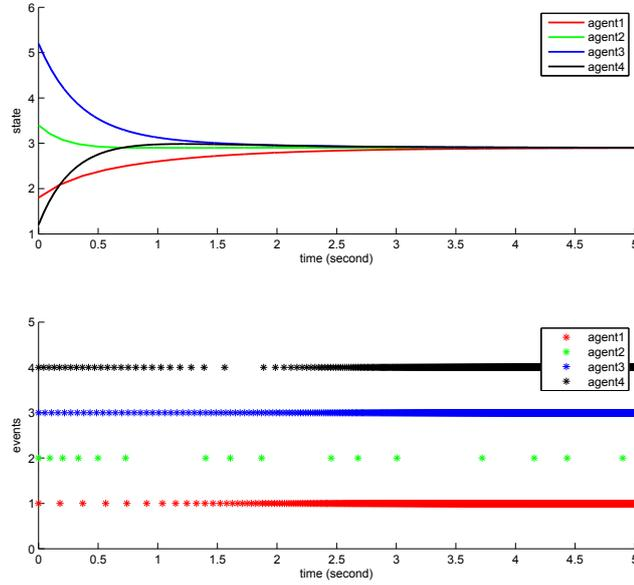 6
5
4
3
2
1
state
0 0.5 1 1.5 2 2.5 3 3.5 4 4.5 5
time (second)
agent1
agent2
agent3
agent4
5
4
3
2
1
0
events
0 0.5 1 1.5 2 2.5 3 3.5 4 4.5 5
time (second)
agent1
agent2
agent3
agent4